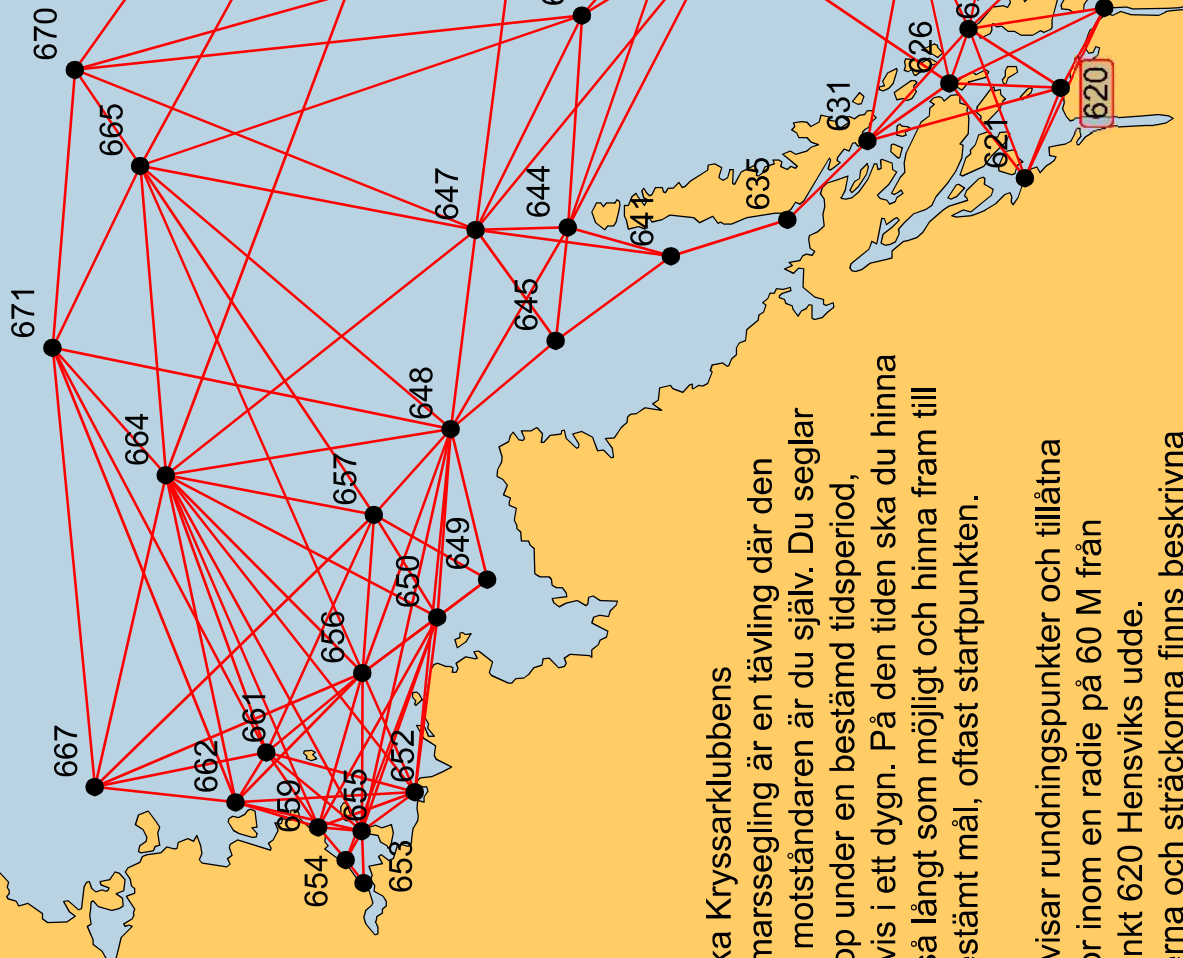 671
670
667
665
664
662
661
659
654
656
657
655
653
652
650
648
647
649
645
644
641
635
631
626
621
620
ka Kryssarklubbens
marssegling är en tävling där den
motståndaren är du själv. Du seglar
op under en bestämd tidsperiod,
vis i ett dygn. På den tiden ska du hinna
så långt som möjligt och hinna fram till
estämt mål, oftast startpunkten.
visar rundningspunkter och tillåtna
or inom en radie på 60 M från
nkt 620 Hensviks udde.
erna och sträckorna finns beskrivna